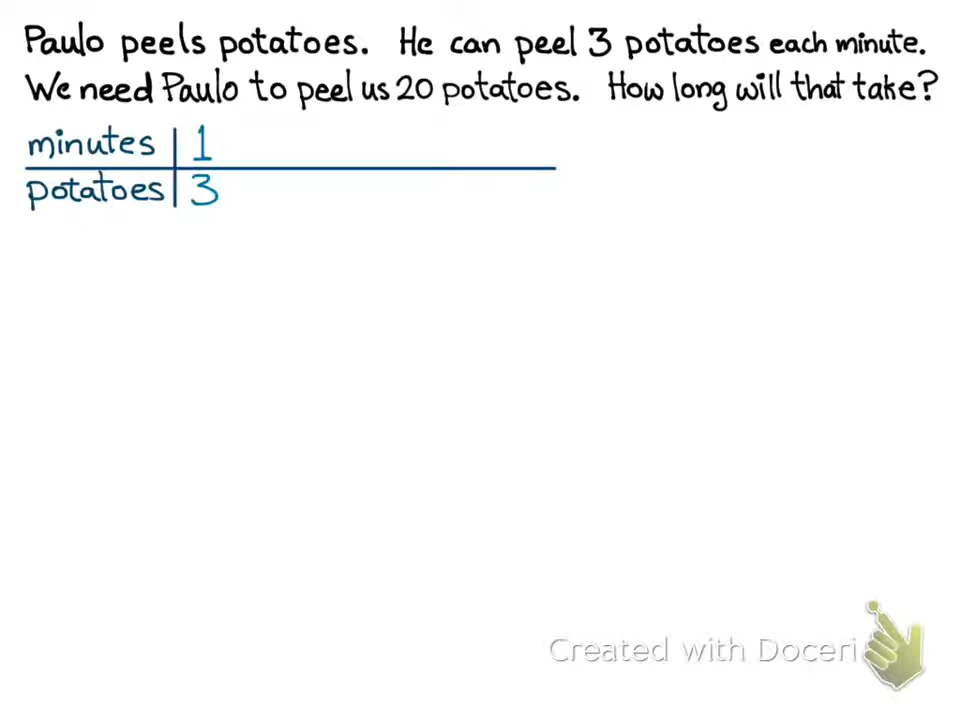 Paulo peels potatoes. He can peel 3 potatoes each minute.
We need Paulo to peel us 20 potatoes. How long will that take?
minutes 1
potatoes 3
Created with Doceri